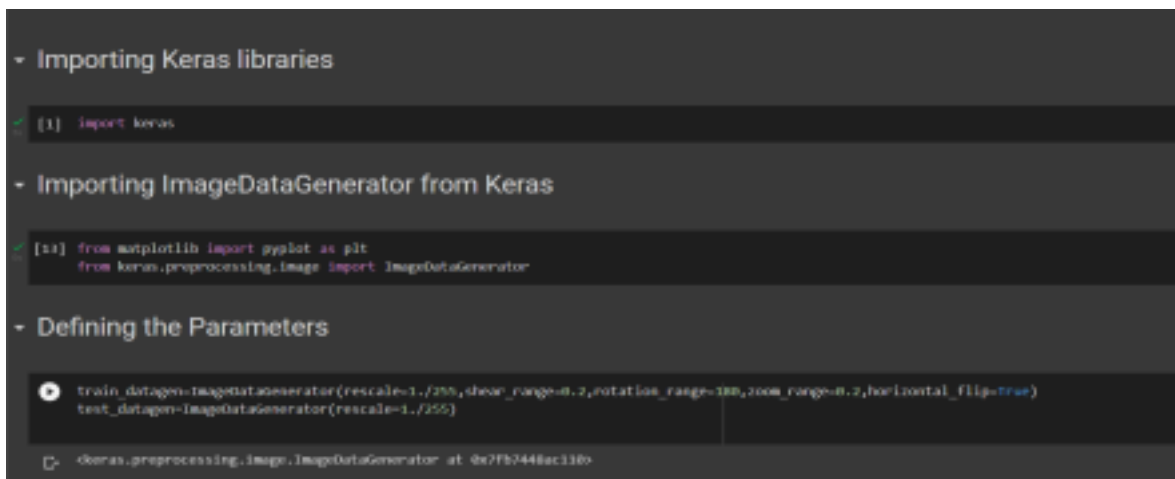 Importing Keras libraries
[1] import keras
Importing ImageDataGenerator from Keras
[13] from matplotlib import pyplot as plt
from keras.preprocessing.image import ImageDataGenerator
Defining the Parameters
train_datagen=ImageDataGenerator(rescale=1./255,shear_range=0.2,rotation_range=180,zoom_range=0.2,horizontal_flip=True)
test_datagen=ImageDataGenerator(rescale=1./255)
<keras.preprocessing.image.ImageDataGenerator at